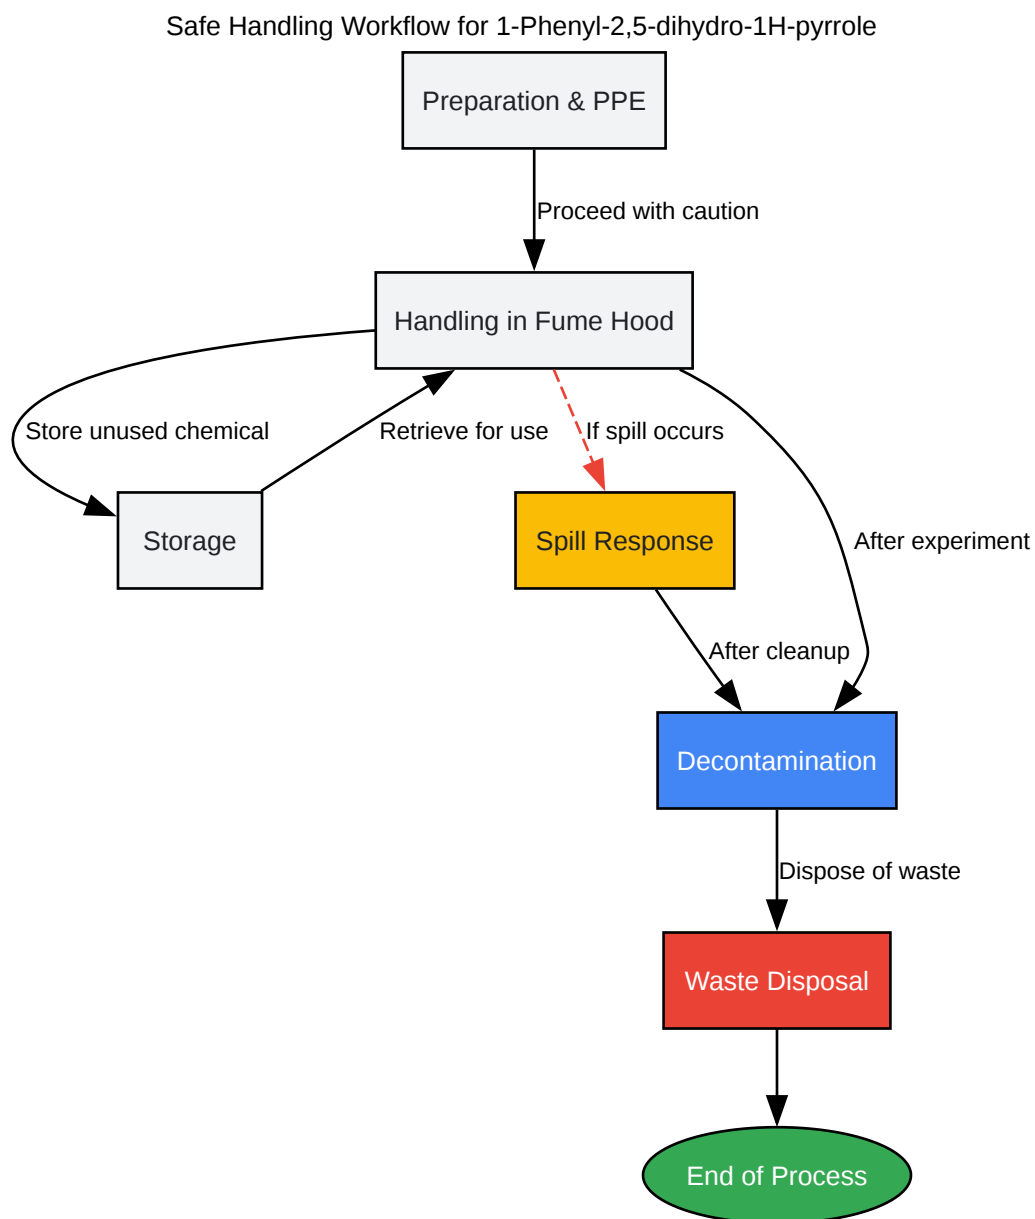 Safe Handling Workflow for 1-Phenyl-2,5-dihydro-1H-pyrrole
Preparation & PPE
Proceed with caution
Handling in Fume Hood
Store unused chemical
Retrieve for use
If spill occurs
Storage
Spill Response
After experiment
After cleanup
Decontamination
Dispose of waste
Waste Disposal
End of Process